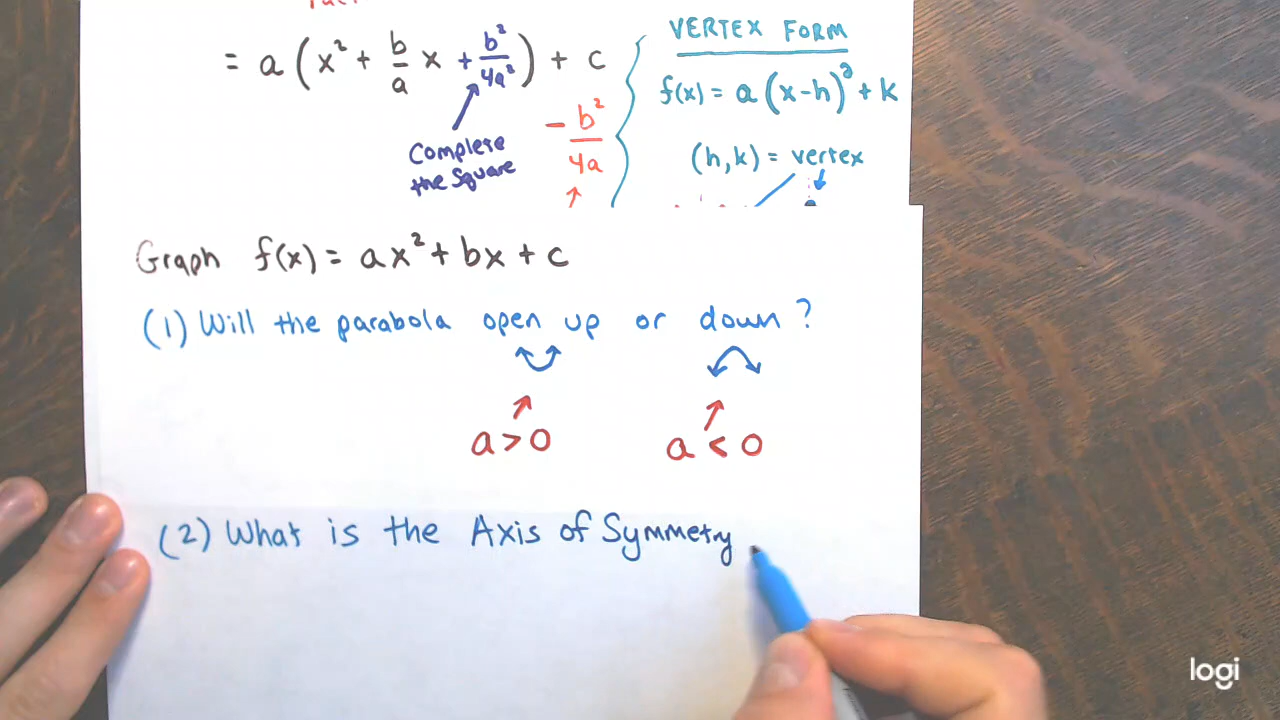 = a (x² + b/a x + b²/4a²) + c
Complete
the Square
- b²/4a
VERTEX FORM
f(x) = a (x-h)² + k
(h,k) = vertex
Graph f(x) = ax² + bx + c
(1) Will the parabola open up or down?
a > 0
a < 0
(2) What is the Axis of Symmetry
logi